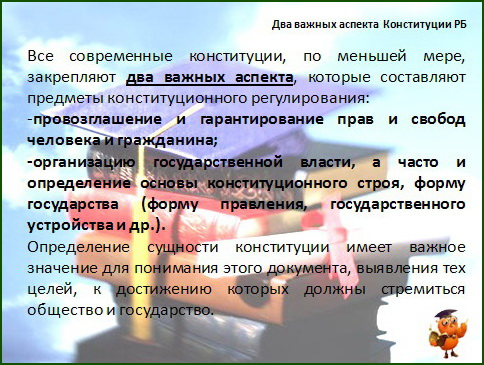 Два важных аспекта Конституции РБ
Все современные конституции, по меньшей мере,
закрепляют два важных аспекта, которые составляют
предметы конституционного регулирования:
-провозглашение и гарантирование прав и свобод
человека и гражданина;
-организацию государственной власти, а часто и
определение основы конституционного строя, форму
государства (форму правления, государственного
устройства и др.).
Определение сущности конституции имеет важное
значение для понимания этого документа, выявления тех
целей, к достижению которых должны стремиться
общество и государство.